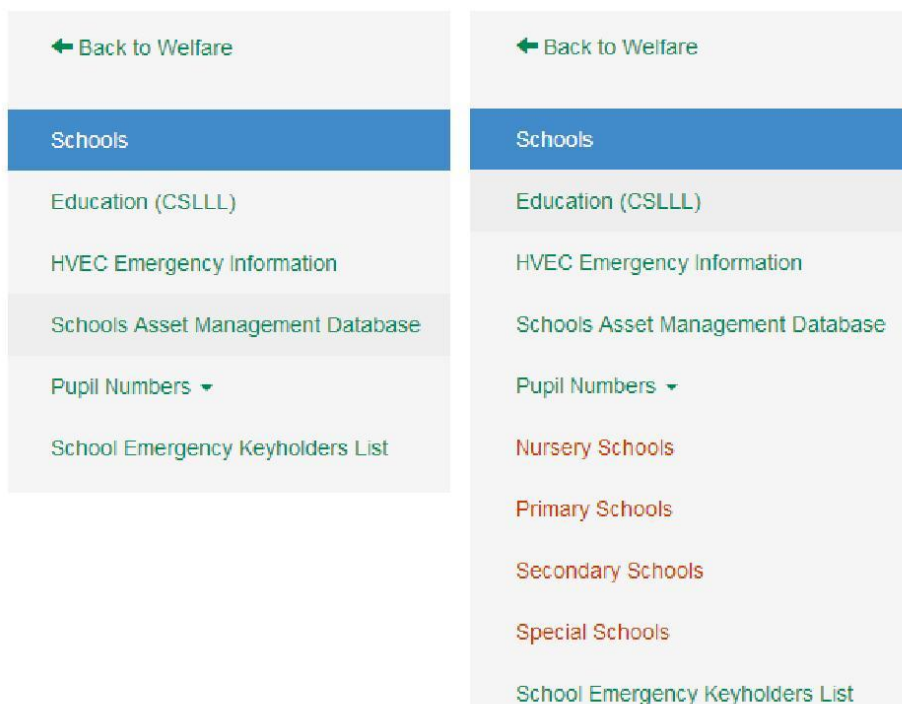 Back to Welfare
Schools
Education (CSLLL)
HVEC Emergency Information
Schools Asset Management Database
Pupil Numbers
School Emergency Keyholders List
Back to Welfare
Schools
Education (CSLLL)
HVEC Emergency Information
Schools Asset Management Database
Pupil Numbers
Nursery Schools
Primary Schools
Secondary Schools
Special Schools
School Emergency Keyholders List